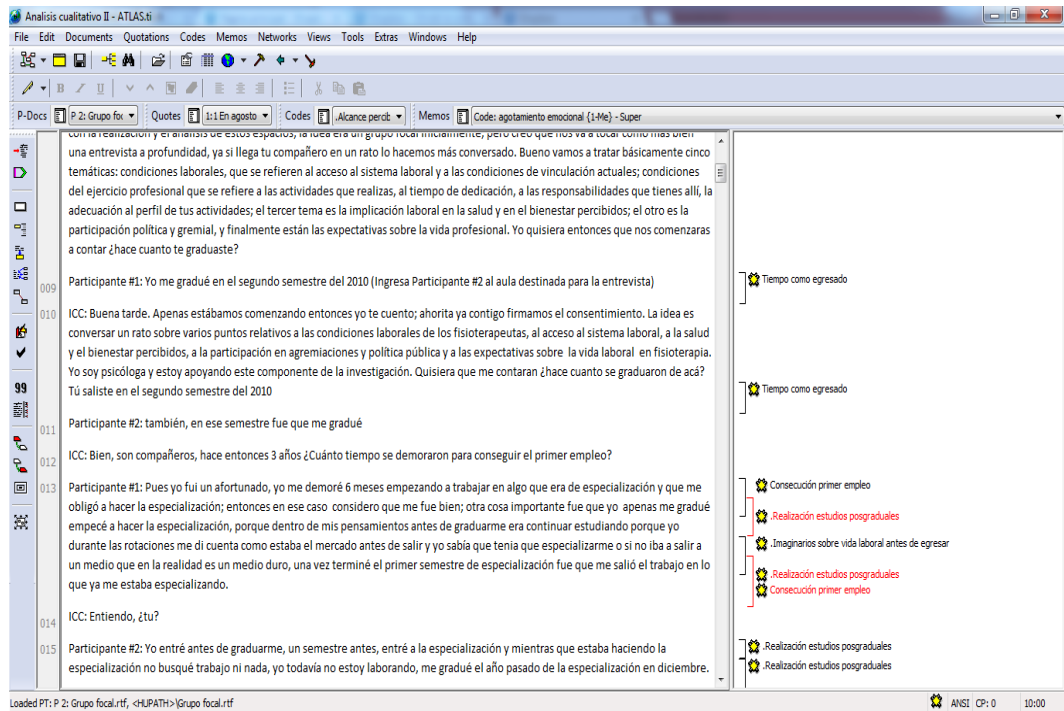 Analisis cualitativo II - ATLAS.ti
File Edit Documents Quotations Codes Memos Networks Views Tools Extras Windows Help
B I U
P-Docs P 2: Grupo foc Quotes 1:1 En agosto Codes .Alcance percib Memos Code: agotamiento emocional {1-Me} - Super
con la realización y el análisis de estos espacios, la idea era un grupo focal inicialmente, pero creo que nos va a tocar como más bien
una entrevista a profundidad, ya si llega tu compañero en un rato lo hacemos más conversado. Bueno vamos a tratar básicamente cinco
temáticas: condiciones laborales, que se refieren al acceso al sistema laboral y a las condiciones de vinculación actuales; condiciones
del ejercicio profesional que se refiere a las actividades que realizas, al tiempo de dedicación, a las responsabilidades que tienes allí, la
adecuación al perfil de tus actividades; el tercer tema es la implicación laboral en la salud y en el bienestar percibidos; el otro es la
participación política y gremial, y finalmente están las expectativas sobre la vida profesional. Yo quisiera entonces que nos comenzaras
a contar ¿hace cuanto te graduaste?
009 Participante #1: Yo me gradué en el segundo semestre del 2010 (Ingresa Participante #2 al aula destinada para la entrevista)
Tiempo como egresado
010 ICC: Buena tarde. Apenas estábamos comenzando entonces yo te cuento; ahorita ya contigo firmamos el consentimiento. La idea es
conversar un rato sobre varios puntos relativos a las condiciones laborales de los fisioterapeutas, al acceso al sistema laboral, a la salud
y el bienestar percibidos, a la participación en agremiaciones y política pública y a las expectativas sobre la vida laboral en fisioterapia.
Yo soy psicóloga y estoy apoyando este componente de la investigación. Quisiera que me contaran ¿hace cuanto se graduaron de acá?
Tú saliste en el segundo semestre del 2010
Tiempo como egresado
011 Participante #2: también, en ese semestre fue que me gradué
012 ICC: Bien, son compañeros, hace entonces 3 años ¿Cuánto tiempo se demoraron para conseguir el primer empleo?
013 Participante #1: Pues yo fui un afortunado, yo me demoré 6 meses empezando a trabajar en algo que era de especialización y que me
obligó a hacer la especialización; entonces en ese caso considero que me fue bien; otra cosa importante fue que yo apenas me gradué
empecé a hacer la especialización, porque dentro de mis pensamientos antes de graduarme era continuar estudiando porque yo
durante las rotaciones me di cuenta como estaba el mercado antes de salir y yo sabía que tenia que especializarme o si no iba a salir a
un medio que en la realidad es un medio duro, una vez terminé el primer semestre de especialización fue que me salió el trabajo en lo
que ya me estaba especializando.
Consecución primer empleo
.Realización estudios posgraduales
.Imaginarios sobre vida laboral antes de egresar
.Realización estudios posgraduales
Consecución primer empleo
014 ICC: Entiendo, ¿tu?
015 Participante #2: Yo entré antes de graduarme, un semestre antes, entré a la especialización y mientras que estaba haciendo la
especialización no busqué trabajo ni nada, yo todavía no estoy laborando, me gradué el año pasado de la especialización en diciembre.
.Realización estudios posgraduales
.Realización estudios posgraduales
Loaded PT: P 2: Grupo focal.rtf, <HUPATH>\Grupo focal.rtf ANSI CP: 0 10:00